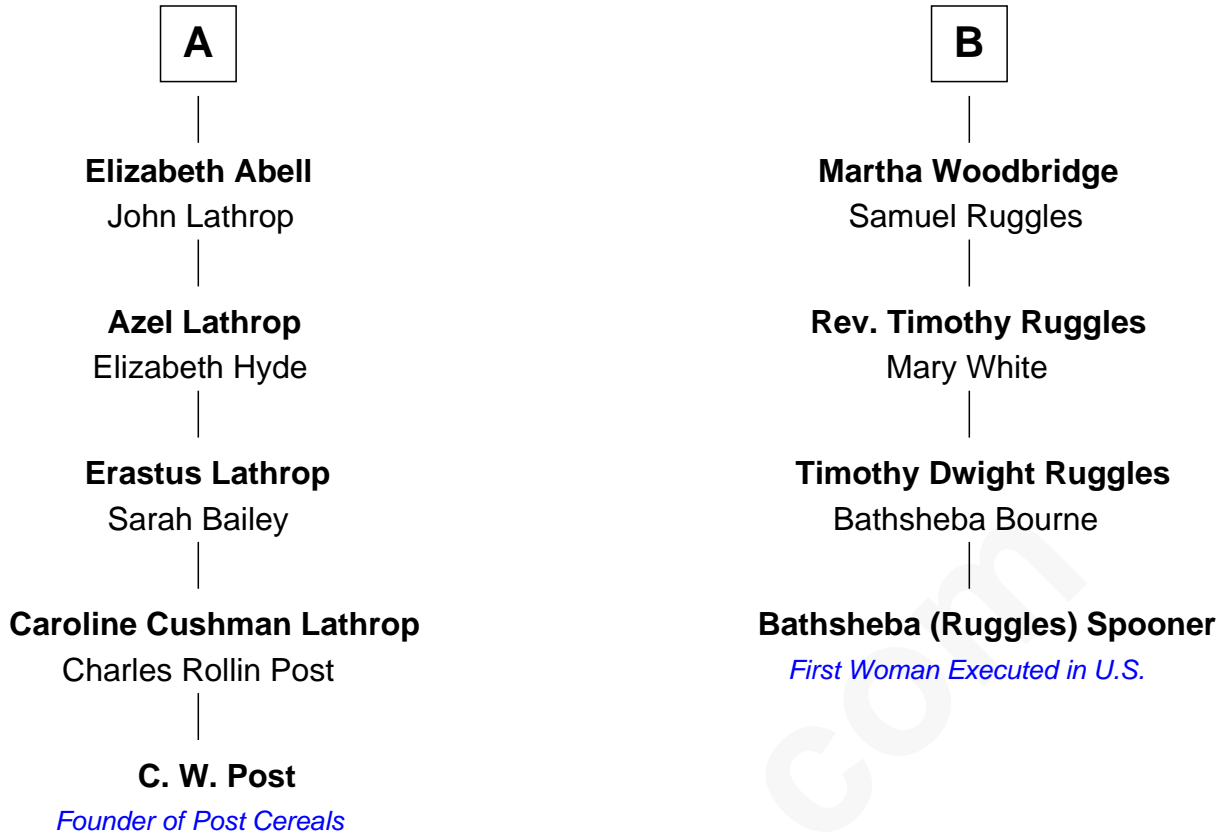 A
Elizabeth Abell
John Lathrop
Azel Lathrop
Elizabeth Hyde
Erastus Lathrop
Sarah Bailey
Caroline Cushman Lathrop
Charles Rollin Post
C. W. Post
Founder of Post Cereals
B
Martha Woodbridge
Samuel Ruggles
Rev. Timothy Ruggles
Mary White
Timothy Dwight Ruggles
Bathsheba Bourne
Bathsheba (Ruggles) Spooner
First Woman Executed in U.S.
com